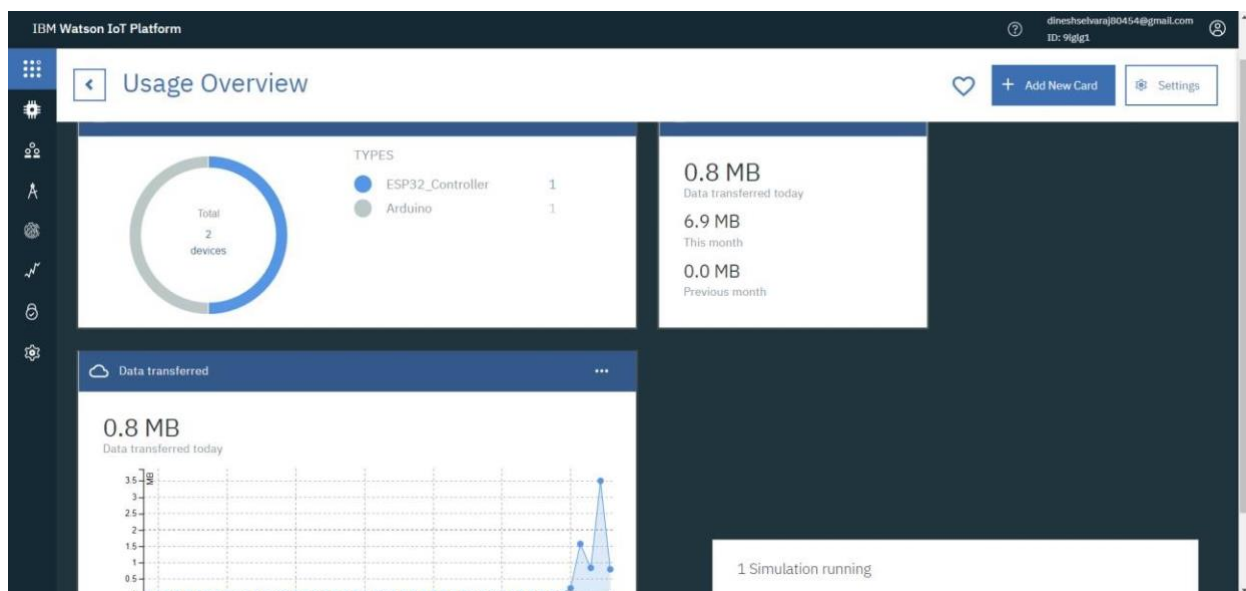 IBM Watson IoT Platform
dineshselvaraj80454@gmail.com
ID: 9lglg1
Usage Overview
+ Add New Card
Settings
TYPES
ESP32_Controller 1
Arduino 1
Total
2
devices
0.8 MB
Data transferred today
6.9 MB
This month
0.0 MB
Previous month
Data transferred
0.8 MB
Data transferred today
MB
3.5
3
2.5
2
1.5
1
0.5
1 Simulation running